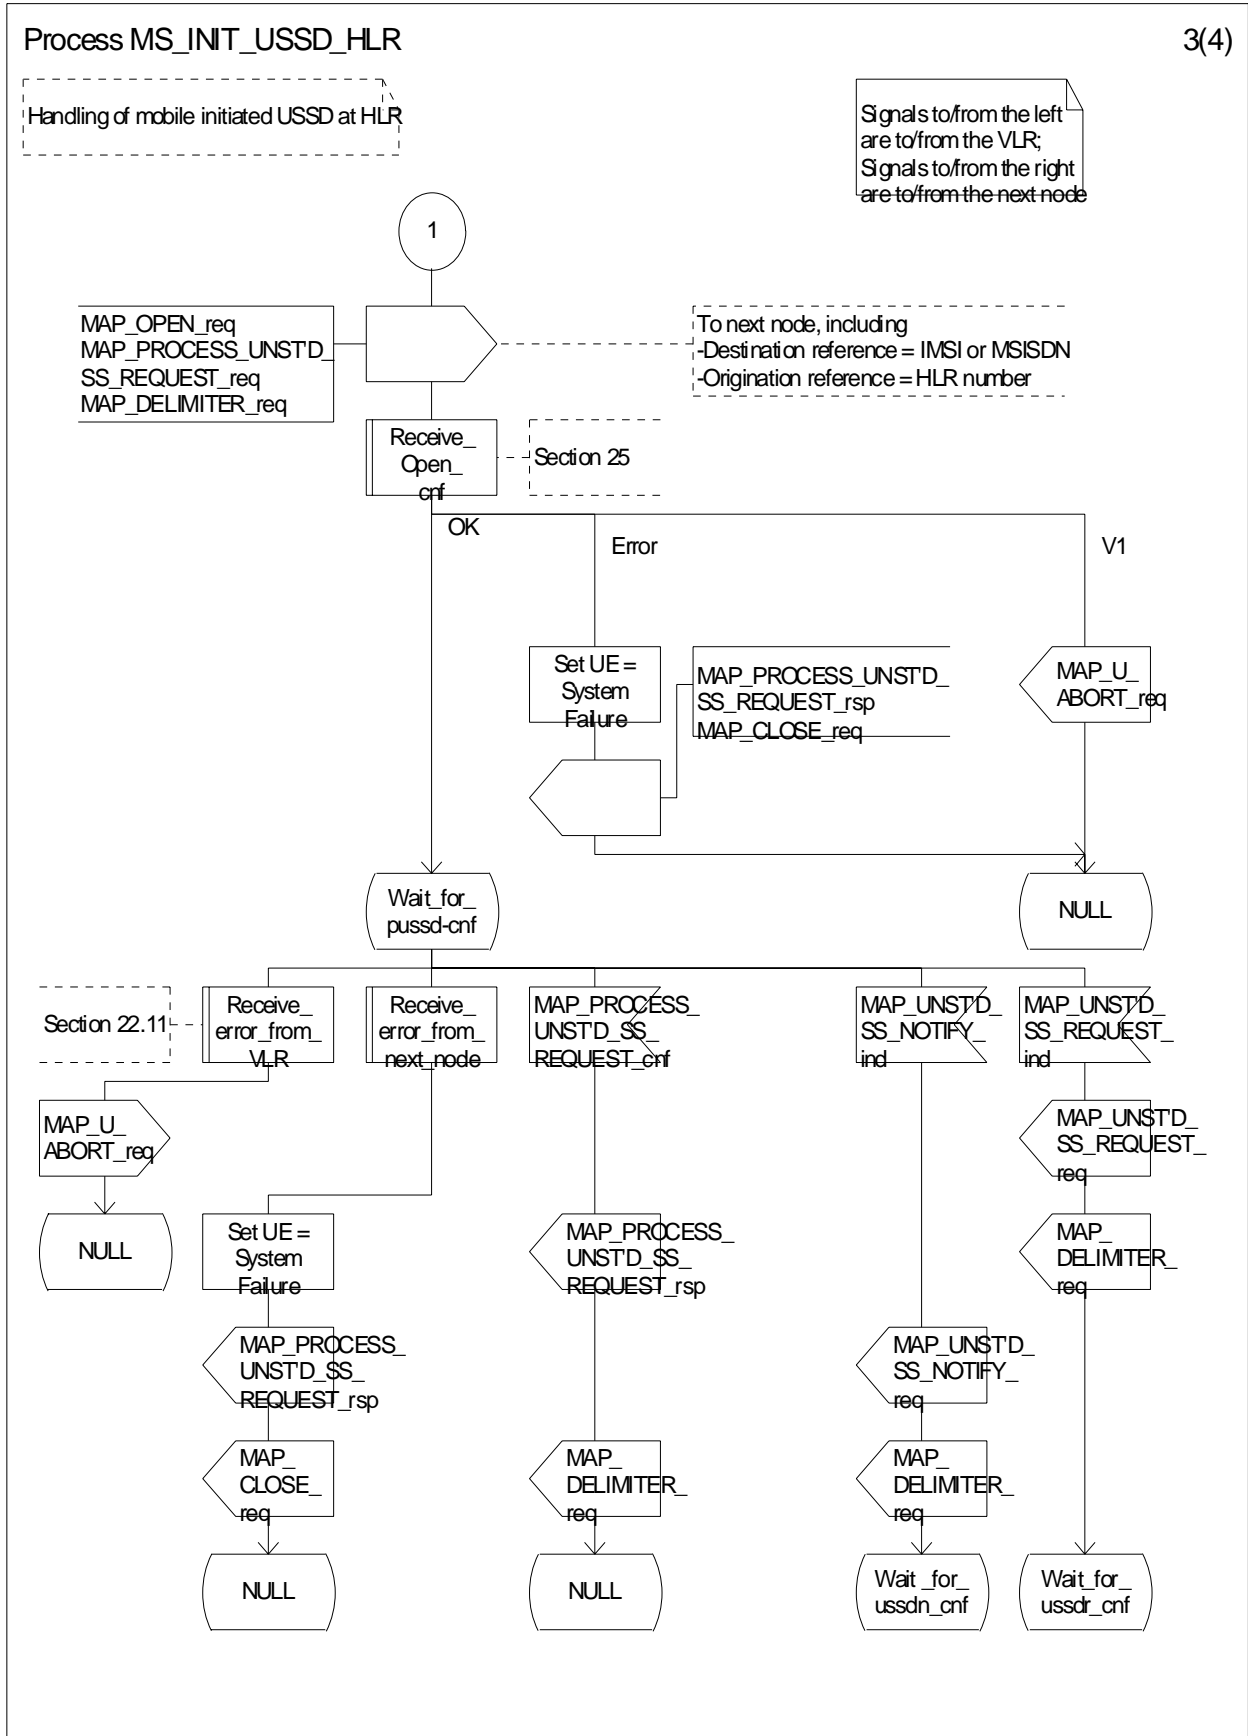 Process MS_INIT_USSD_HLR
3(4)
Handling of mobile initiated USSD at HLR
Signals to/from the left
are to/from the VLR;
Signals to/from the right
are to/from the next node
1
MAP_OPEN_req
MAP_PROCESS_UNST'D_
SS_REQUEST_req
MAP_DELIMITER_req
To next node, including
-Destination reference = IMSI or MSISDN
-Origination reference = HLR number
Receive_
Open_
cnf
Section 25
OK
Error
V1
Set UE =
System
Failure
MAP_PROCESS_UNST'D_
SS_REQUEST_rsp
MAP_CLOSE_req
MAP_U_
ABORT_req
Wait_for_
pussd-cnf
NULL
Section 22.11
Receive_
error_from_
VLR
Receive_
error_from_
next_node
MAP_PROCESS_
UNST'D_SS_
REQUEST_cnf
MAP_UNST'D_
SS_NOTIFY_
ind
MAP_UNST'D_
SS_REQUEST_
ind
MAP_U_
ABORT_req
MAP_UNST'D_
SS_REQUEST_
req
NULL
Set UE =
System
Failure
MAP_PROCESS_
UNST'D_SS_
REQUEST_rsp
MAP_
DELIMITER_
req
MAP_PROCESS_
UNST'D_SS_
REQUEST_rsp
MAP_UNST'D_
SS_NOTIFY_
req
MAP_
CLOSE_
req
MAP_
DELIMITER_
req
MAP_
DELIMITER_
req
NULL
NULL
Wait _for_
ussdn_cnf
Wait_for_
ussdr_cnf